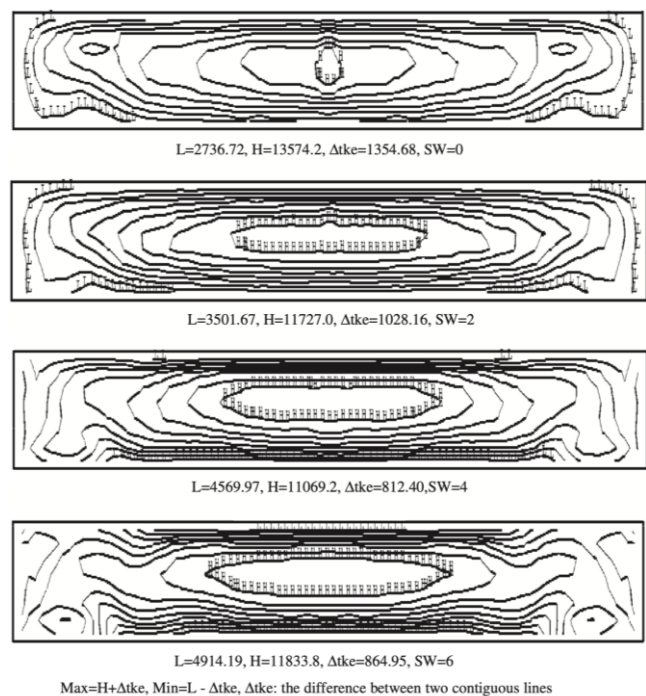 L=2736.72, H=13574.2, Δtke=1354.68, SW=0
L=3501.67, H=11727.0, Δtke=1028.16, SW=2
L=4569.97, H=11069.2, Δtke=812.40,SW=4
L=4914.19, H=11833.8, Δtke=864.95, SW=6
Max=H+Δtke, Min=L - Δtke, Δtke: the difference between two contiguous lines